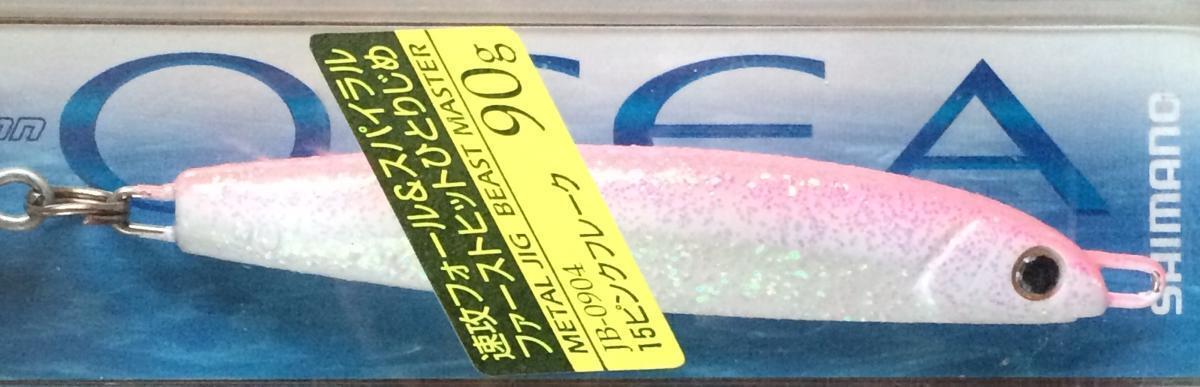 OCEA
SHIMANO
速攻フォール&スパイラル
ファーストヒットひとりじめ
METAL JIG BEAST MASTER
90g
JB-0904
15ピンクフレーク